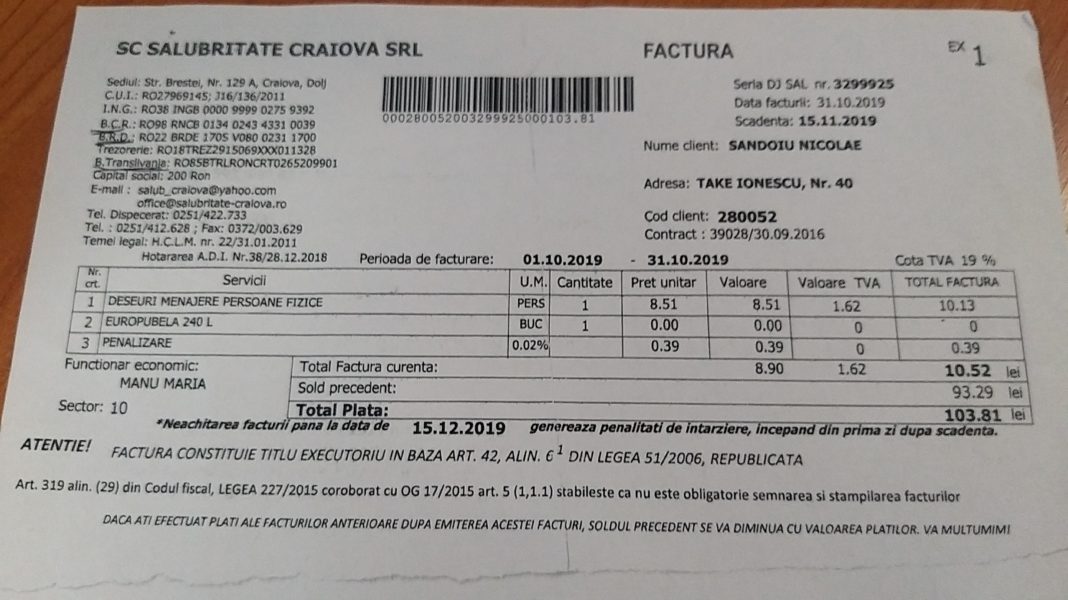 SC SALUBRITATE CRAIOVA SRL
FACTURA
EX 1
Sediul: Str. Brestei, Nr. 129 A, Craiova, Dolj
C.U.I.: RO27969145; J16/136/2011
I.N.G.: RO38 INGB 0000 9999 0275 9392
B.C.R.: RO98 RNCB 0134 0243 4331 0039
B.R.D.: RO22 BRDE 170S V080 0231 1700
Trezorerie: RO18TREZ2915069XXX011328
B.Transilvania: RO85BTRLRONCRT0265209901
Capital social: 200 Ron
E-mail : salub_craiova@yahoo.com
office@salubritate-craiova.ro
Tel. Dispecerat: 0251/422.733
Tel. : 0251/412.628 ; Fax: 0372/003.629
Temei legal: H.C.L.M. nr. 22/31.01.2011
Hotararea A.D.I. Nr.38/28.12.2018
000280052003299925000103.81
Seria DJ SAL nr. 3299925
Data facturii: 31.10.2019
Scadenta: 15.11.2019
Nume client: SANDOIU NICOLAE
Adresa: TAKE IONESCU, Nr. 40
Cod client: 280052
Contract : 39028/30.09.2016
Perioada de facturare: 01.10.2019 - 31.10.2019 Cota TVA 19 %
Nr. crt. Servicii U.M. Cantitate Pret unitar Valoare Valoare TVA TOTAL FACTURA
1 DESEURI MENAJERE PERSOANE FIZICE PERS 1 8.51 8.51 1.62 10.13
2 EUROPUBELA 240 L BUC 1 0.00 0.00 0 0
3 PENALIZARE 0.02% 0.39 0.39 0 0.39
Functionar economic:
MANU MARIA
Sector: 10
Total Factura curenta: 8.90 1.62 10.52 lei
Sold precedent: 93.29 lei
Total Plata: 103.81 lei
*Neachitarea facturii pana la data de 15.12.2019 genereaza penalitati de intarziere, incepand din prima zi dupa scadenta.
ATENTIE! FACTURA CONSTITUIE TITLU EXECUTORIU IN BAZA ART. 42, ALIN. 6¹ DIN LEGEA 51/2006, REPUBLICATA
Art. 319 alin. (29) din Codul fiscal, LEGEA 227/2015 coroborat cu OG 17/2015 art. 5 (1,1.1) stabileste ca nu este obligatorie semnarea si stampilarea facturilor
DACA ATI EFECTUAT PLATI ALE FACTURILOR ANTERIOARE DUPA EMITEREA ACESTEI FACTURI, SOLDUL PRECEDENT SE VA DIMINUA CU VALOAREA PLATILOR. VA MULTUMIM!